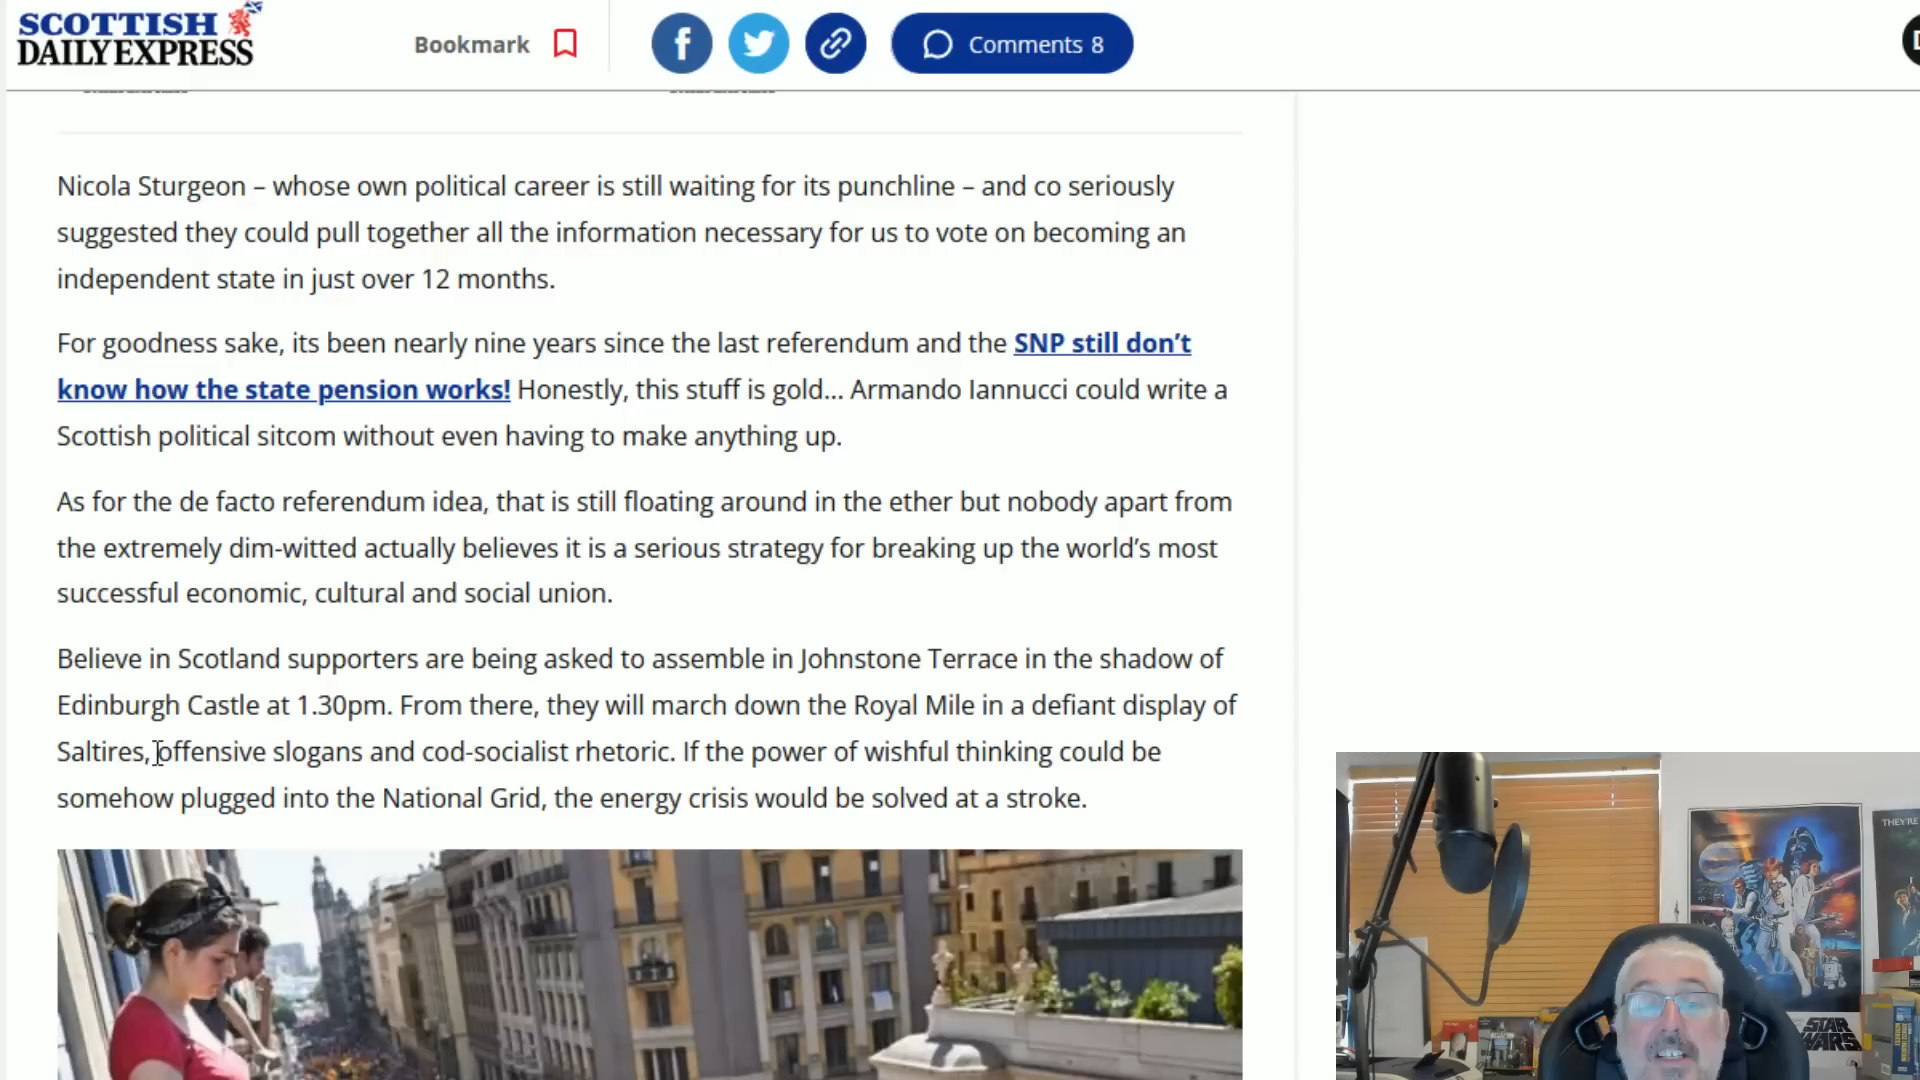 SCOTTISH
DAILY EXPRESS
Bookmark
Comments 8
Nicola Sturgeon – whose own political career is still waiting for its punchline – and co seriously
suggested they could pull together all the information necessary for us to vote on becoming an
independent state in just over 12 months.
For goodness sake, its been nearly nine years since the last referendum and the SNP still don’t
know how the state pension works! Honestly, this stuff is gold... Armando Iannucci could write a
Scottish political sitcom without even having to make anything up.
As for the de facto referendum idea, that is still floating around in the ether but nobody apart from
the extremely dim-witted actually believes it is a serious strategy for breaking up the world’s most
successful economic, cultural and social union.
Believe in Scotland supporters are being asked to assemble in Johnstone Terrace in the shadow of
Edinburgh Castle at 1.30pm. From there, they will march down the Royal Mile in a defiant display of
Saltires, offensive slogans and cod-socialist rhetoric. If the power of wishful thinking could be
somehow plugged into the National Grid, the energy crisis would be solved at a stroke.
THEY'RE
STAR
WARS